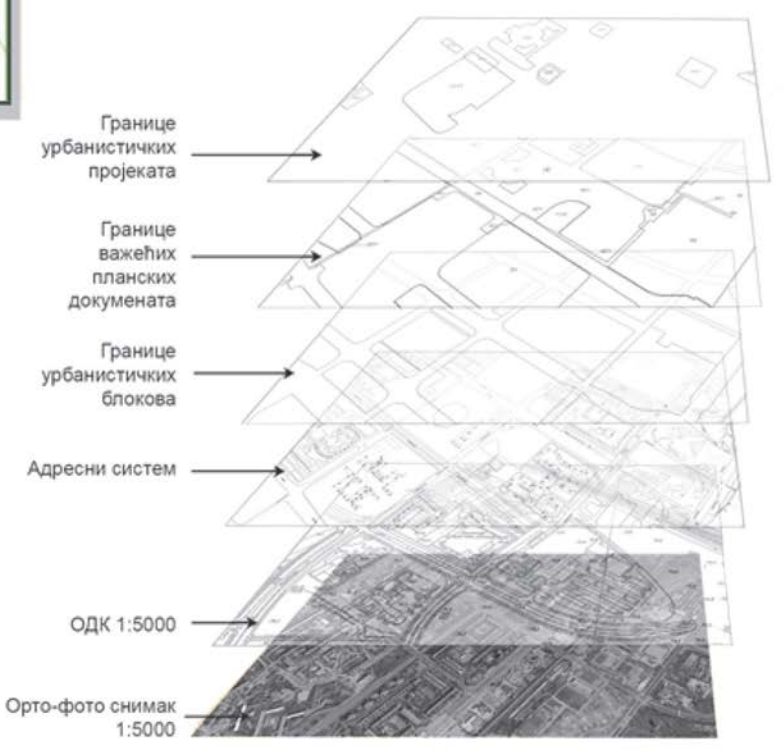 Границе
урбанистичких
пројеката
Границе
важећих
планских
докумената
Границе
урбанистичких
блокова
Адресни систем
ОДК 1:5000
Орто-фото снимак
1:5000